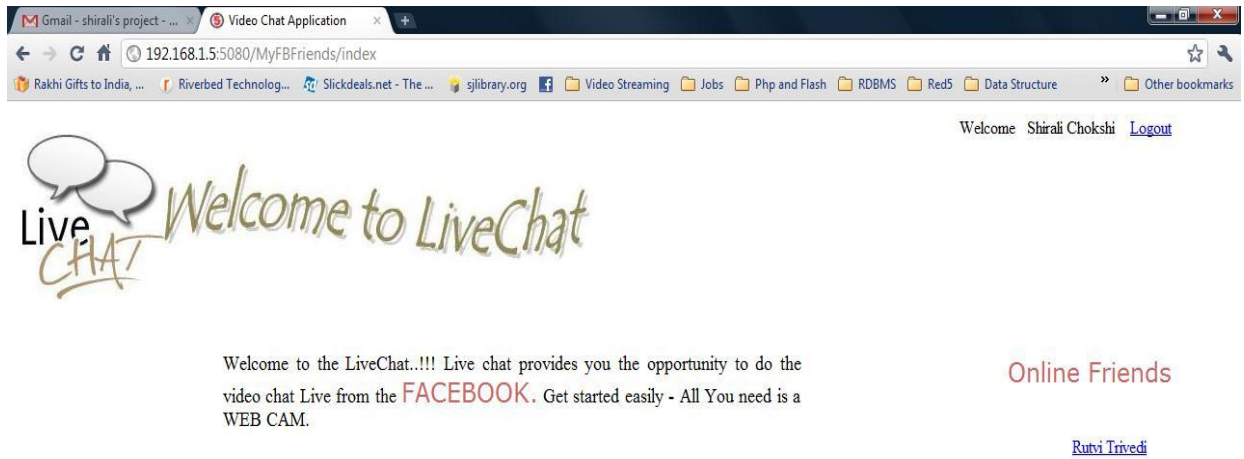 Gmail - shirali's project - ...
Video Chat Application
192.168.1.5:5080/MyFBFriends/index
Rakhi Gifts to India, ... Riverbed Technolog... Slickdeals.net - The ... sjlibrary.org Video Streaming Jobs Php and Flash RDBMS Red5 Data Structure » Other bookmarks
Welcome Shirali Chokshi Logout
Live CHAT
Welcome to LiveChat
Welcome to the LiveChat..!!! Live chat provides you the opportunity to do the
video chat Live from the FACEBOOK. Get started easily - All You need is a
WEB CAM.
Online Friends
Rutvi Trivedi